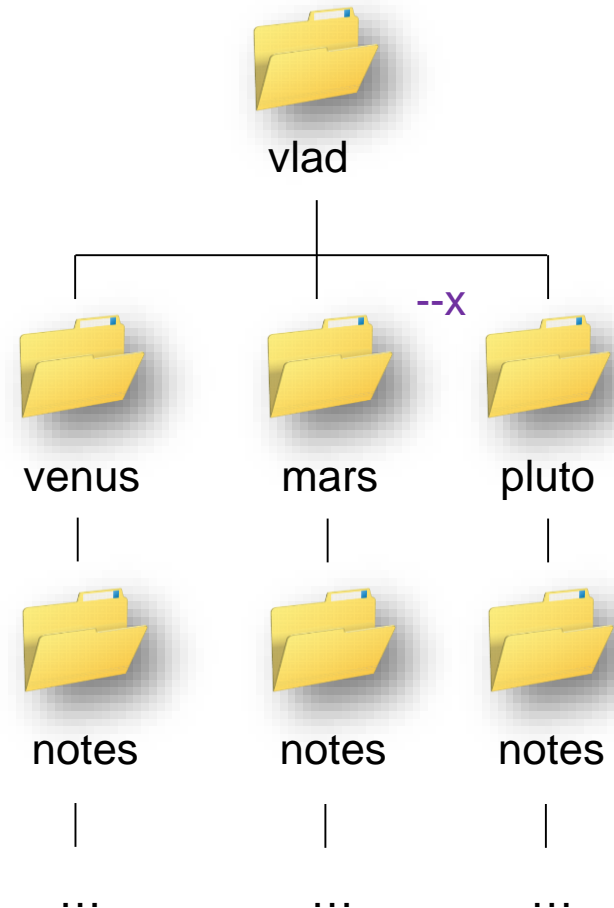 vlad
--x
venus mars pluto
notes notes notes
... ... ...